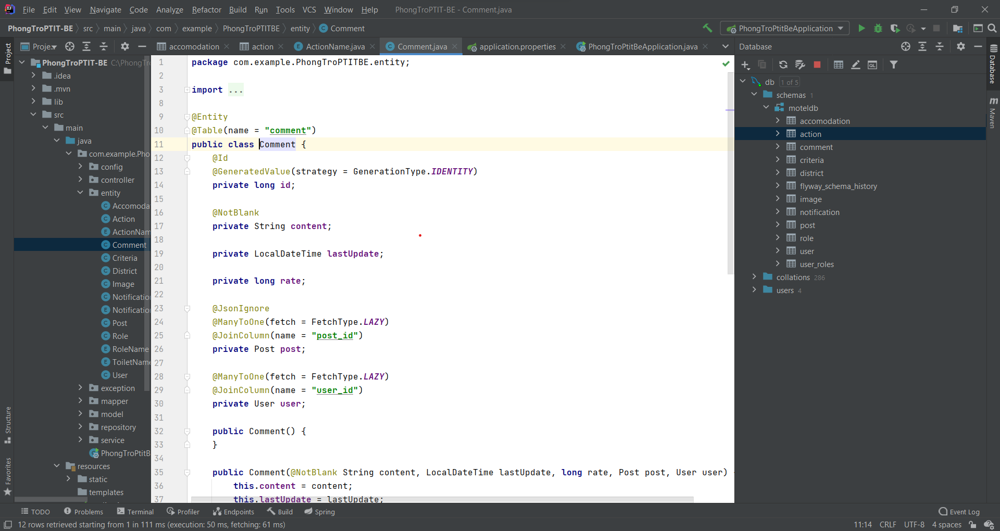 File Edit View Navigate Code Analyze Refactor Build Run Tools VCS Window Help PhongTroPTIT-BE - Comment.java
PhongTroPTIT-BE src main java com example PhongTroPTITBE entity Comment PhongTroPtitBeApplication
Proje... accomodation action ActionName.java Comment.java application.properties PhongTroPtitBeApplication.java Database
Project
Structure
Favorites
PhongTroPTIT-BE C:\PhongTr
.idea
.mvn
lib
src
main
java
com.example.Pho
config
controller
entity
Accomoda
Action
ActionNam
Comment
Criteria
District
Image
Notificatio
Notificatio
Post
Role
RoleName
ToiletName
User
exception
mapper
model
repository
service
PhongTroPtitB
resources
static
templates
1 package com.example.PhongTroPTITBE.entity;
2
3 import ...
8
9 @Entity
10 @Table(name = "comment")
11 public class Comment {
12 @Id
13 @GeneratedValue(strategy = GenerationType.IDENTITY)
14 private long id;
15
16 @NotBlank
17 private String content;
18
19 private LocalDateTime lastUpdate;
20
21 private long rate;
22
23 @JsonIgnore
24 @ManyToOne(fetch = FetchType.LAZY)
25 @JoinColumn(name = "post_id")
26 private Post post;
27
28 @ManyToOne(fetch = FetchType.LAZY)
29 @JoinColumn(name = "user_id")
30 private User user;
31
32 public Comment() {
33 }
34
35 public Comment(@NotBlank String content, LocalDateTime lastUpdate, long rate, Post post, User user)
36 this.content = content;
37 this.lastUpdate = lastUpdate;
QL
db 1 of 5
schemas 1
moteldb
accomodation
action
comment
criteria
district
flyway_schema_history
image
notification
post
role
user
user_roles
collations 286
users 4
Database
m Maven
TODO Problems Terminal Profiler Endpoints Build Spring Event Log
12 rows retrieved starting from 1 in 111 ms (execution: 50 ms, fetching: 61 ms) 11:14 CRLF UTF-8 4 spaces